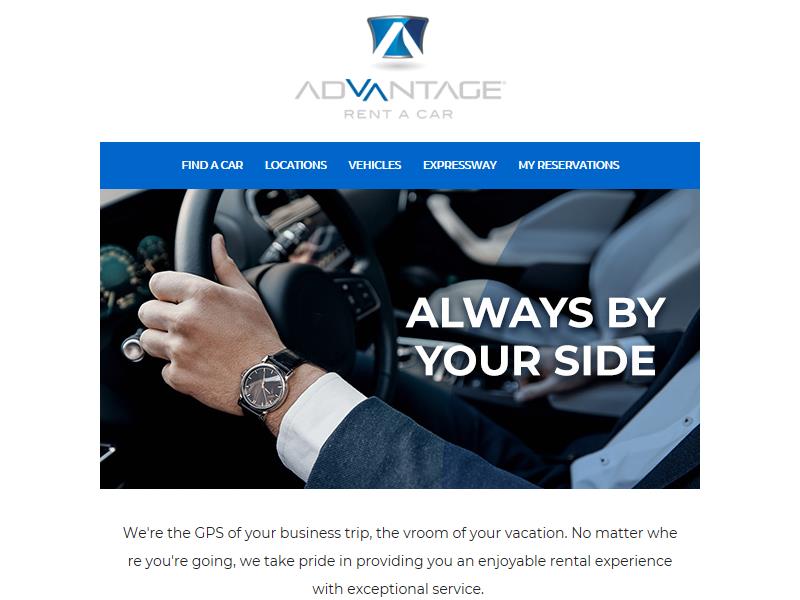 ADVANTAGE
RENT A CAR
FIND A CAR LOCATIONS VEHICLES EXPRESSWAY MY RESERVATIONS
ALWAYS BY
YOUR SIDE
We're the GPS of your business trip, the vroom of your vacation. No matter whe
re you're going, we take pride in providing you an enjoyable rental experience
with exceptional service.